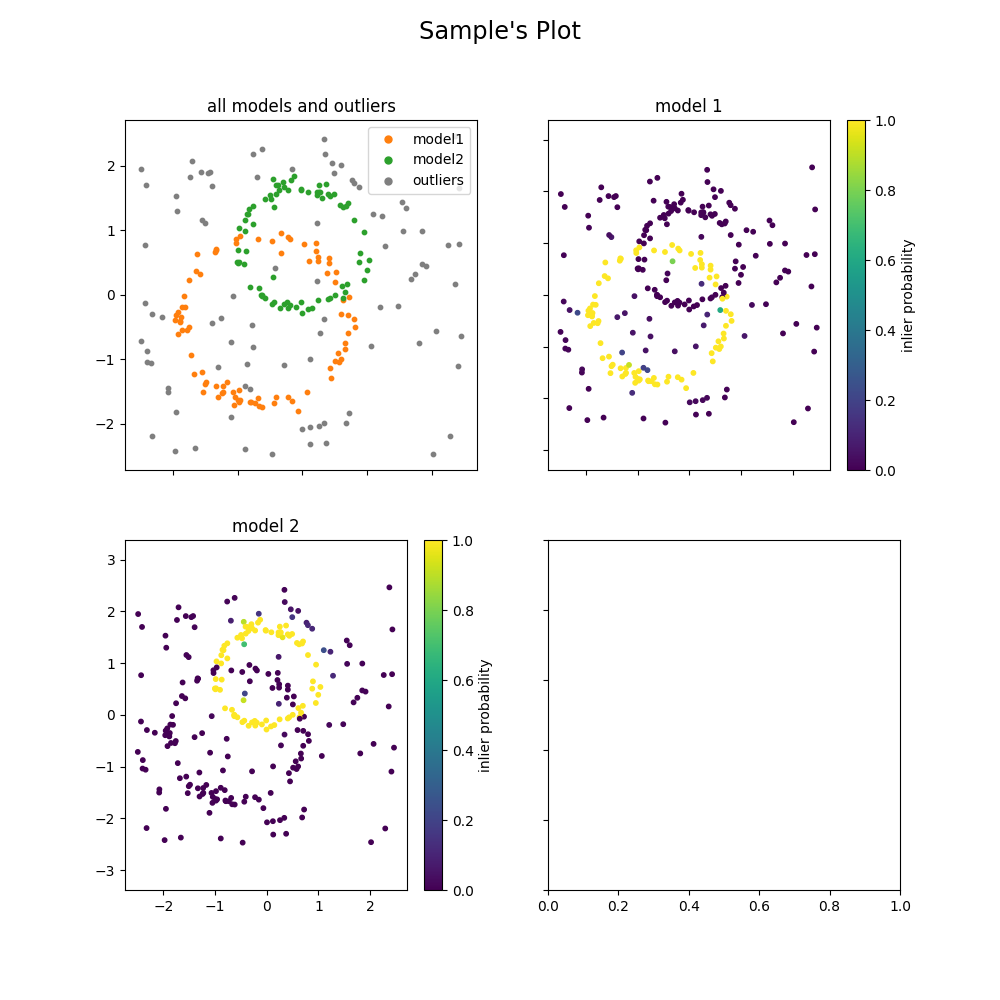 Sample's Plot
all models and outliers
model1
model2
outliers
2
1
0
−1
−2
model 1
1.0
0.8
0.6
0.4
0.2
0.0
inlier probability
model 2
3
2
1
0
−1
−2
−3
−2 −1 0 1 2
1.0
0.8
0.6
0.4
0.2
0.0
inlier probability
0.0 0.2 0.4 0.6 0.8 1.0